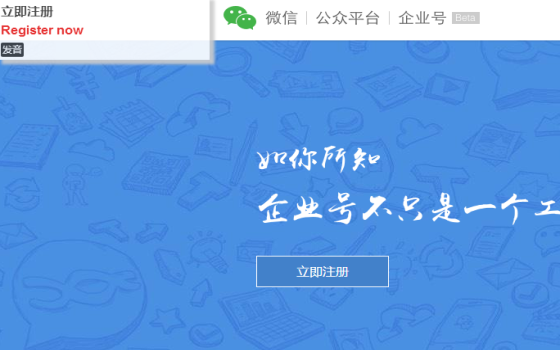 立即注册
Register now
发音
微信 | 公众平台 | 企业号 Beta
如你所知
企业号不只是一个工
立即注册